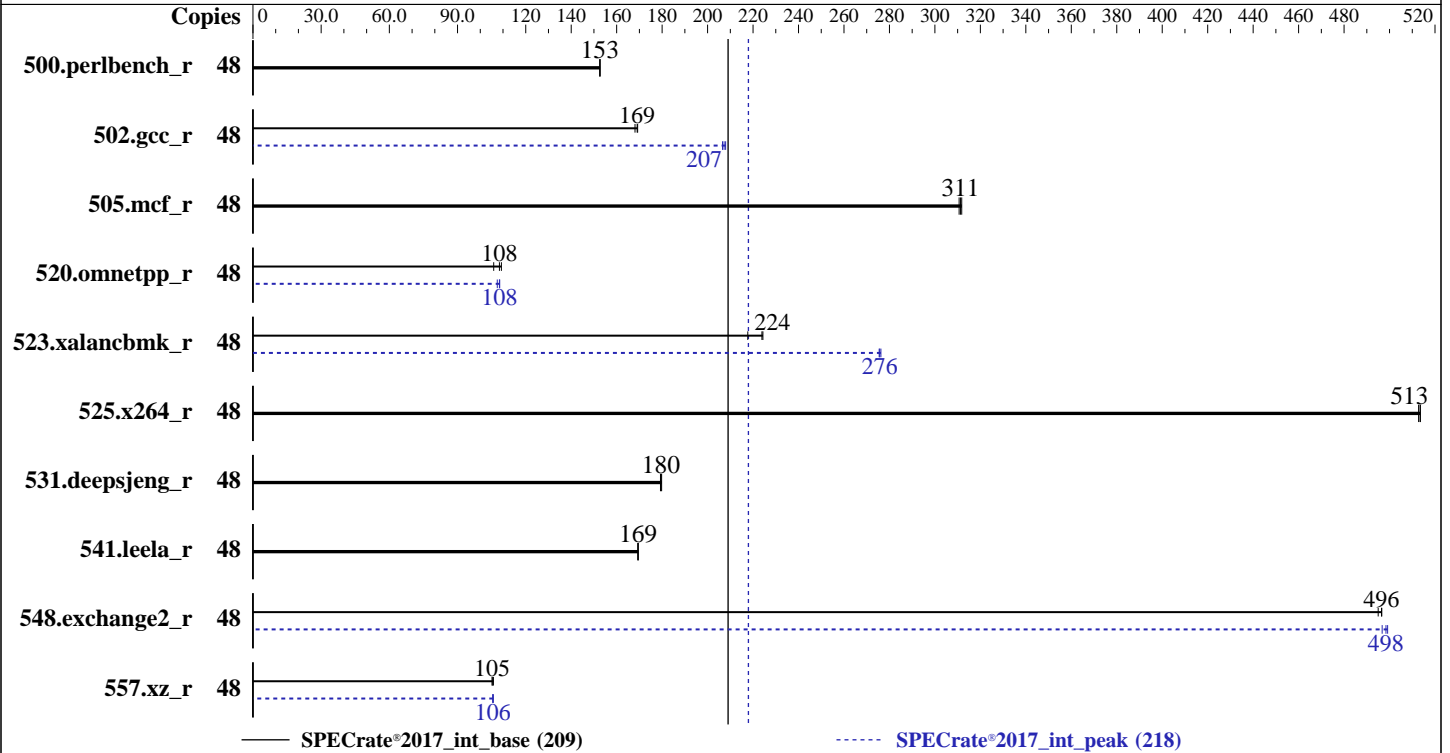 Copies 0 30.0 60.0 90.0 120 140 160 180 200 220 240 260 280 300 320 340 360 380 400 420 440 460 480 520
153
500.perlbench_r 48
169
502.gcc_r 48
207
311
505.mcf_r 48
108
520.omnetpp_r 48
108
224
523.xalancbmk_r 48
276
513
525.x264_r 48
180
531.deepsjeng_r 48
169
541.leela_r 48
496
548.exchange2_r 48
498
105
557.xz_r 48
106
SPECrate®2017_int_base (209) SPECrate®2017_int_peak (218)